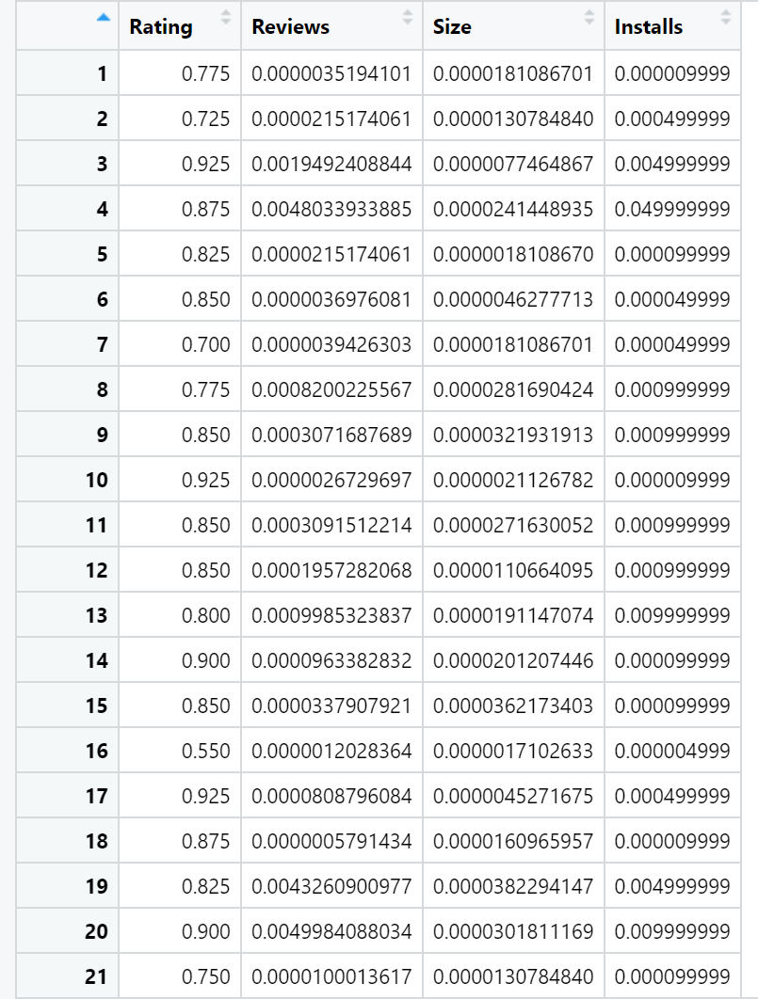 Rating Reviews Size Installs
1 0.775 0.0000035194101 0.0000181086701 0.000009999
2 0.725 0.0000215174061 0.0000130784840 0.000499999
3 0.925 0.0019492408844 0.0000077464867 0.004999999
4 0.875 0.0048033933885 0.0000241448935 0.049999999
5 0.825 0.0000215174061 0.0000018108670 0.000099999
6 0.850 0.0000036976081 0.0000046277713 0.000049999
7 0.700 0.0000039426303 0.0000181086701 0.000049999
8 0.775 0.0008200225567 0.0000281690424 0.000999999
9 0.850 0.0003071687689 0.0000321931913 0.000999999
10 0.925 0.0000026729697 0.0000021126782 0.000009999
11 0.850 0.0003091512214 0.0000271630052 0.000999999
12 0.850 0.0001957282068 0.0000110664095 0.000999999
13 0.800 0.0009985323837 0.0000191147074 0.009999999
14 0.900 0.0000963382832 0.0000201207446 0.000099999
15 0.850 0.0000337907921 0.0000362173403 0.000099999
16 0.550 0.0000012028364 0.0000017102633 0.000004999
17 0.925 0.0000808796084 0.0000045271675 0.000499999
18 0.875 0.0000005791434 0.0000160965957 0.000009999
19 0.825 0.0043260900977 0.0000382294147 0.004999999
20 0.900 0.0049984088034 0.0000301811169 0.009999999
21 0.750 0.0000100013617 0.0000130784840 0.000099999